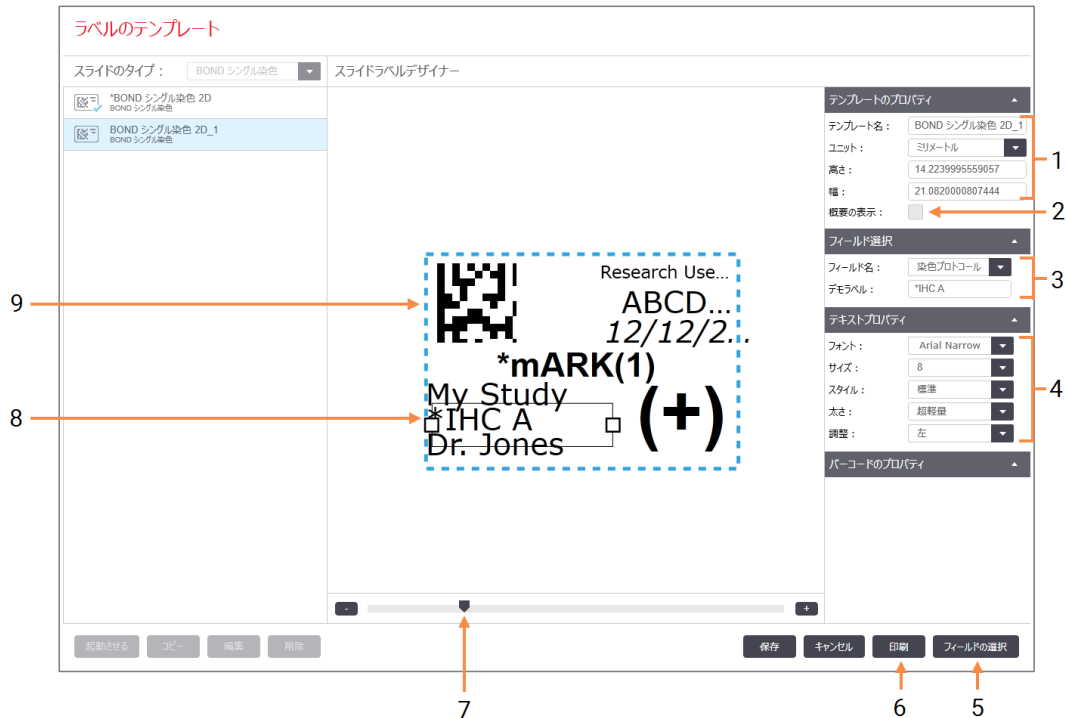 ラベルのテンプレート
スライドのタイプ： BOND シングル染色
スライドラベルデザイナー
*BOND シングル染色 2D
BOND シングル染色
BOND シングル染色 2D_1
BOND シングル染色
テンプレートのプロパティ
テンプレート名： BOND シングル染色 2D_1
ユニット： ミリメートル
高さ： 14.2239995559057
幅： 21.0820000807444
概要の表示：
フィールド選択
フィールド名： 染色プロトコール
デモラベル： *IHC A
テキストプロパティ
フォント： Arial Narrow
サイズ： 8
スタイル： 標準
太さ： 超軽量
調整： 左
バーコードのプロパティ
1
2
3
4
Research Use...
ABCD...
12/12/2...
*mARK(1)
My Study
*IHC A
(+)
Dr. Jones
9
8
- +
起動させる コピー 編集 削除
保存 キャンセル 印刷 フィールドの選択
7
6
5